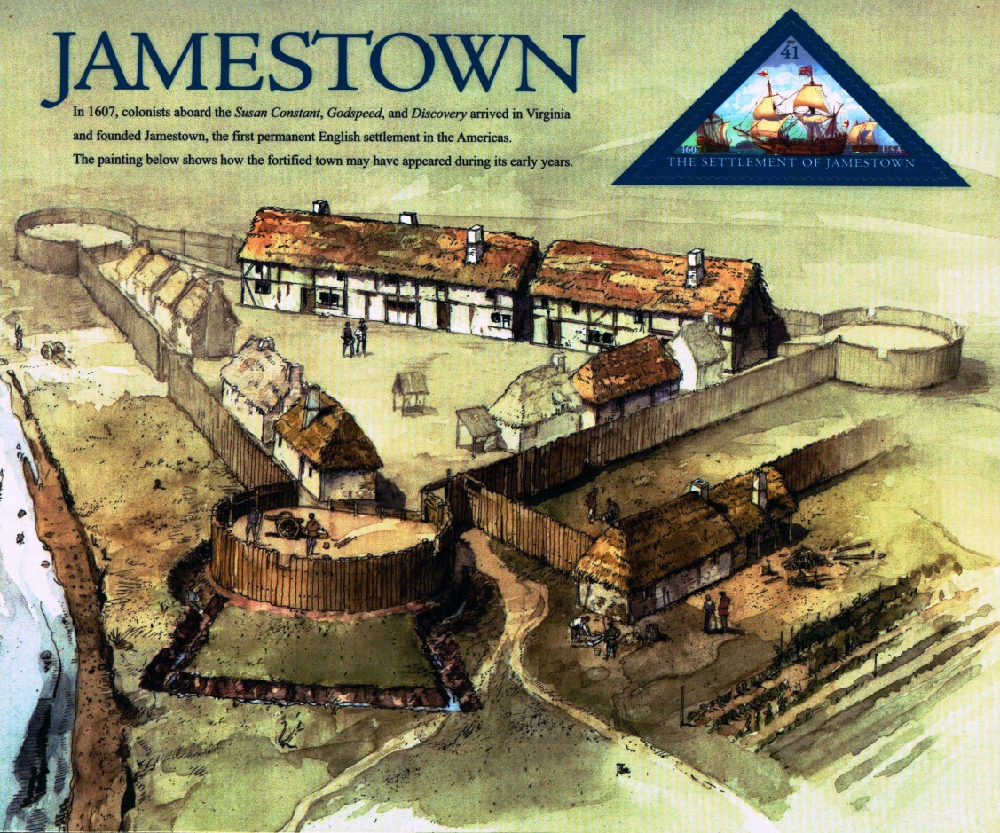 JAMESTOWN
In 1607, colonists aboard the Susan Constant, Godspeed, and Discovery arrived in Virginia
and founded Jamestown, the first permanent English settlement in the Americas.
The painting below shows how the fortified town may have appeared during its early years.
2007
41
1607
USA
THE SETTLEMENT OF JAMESTOWN